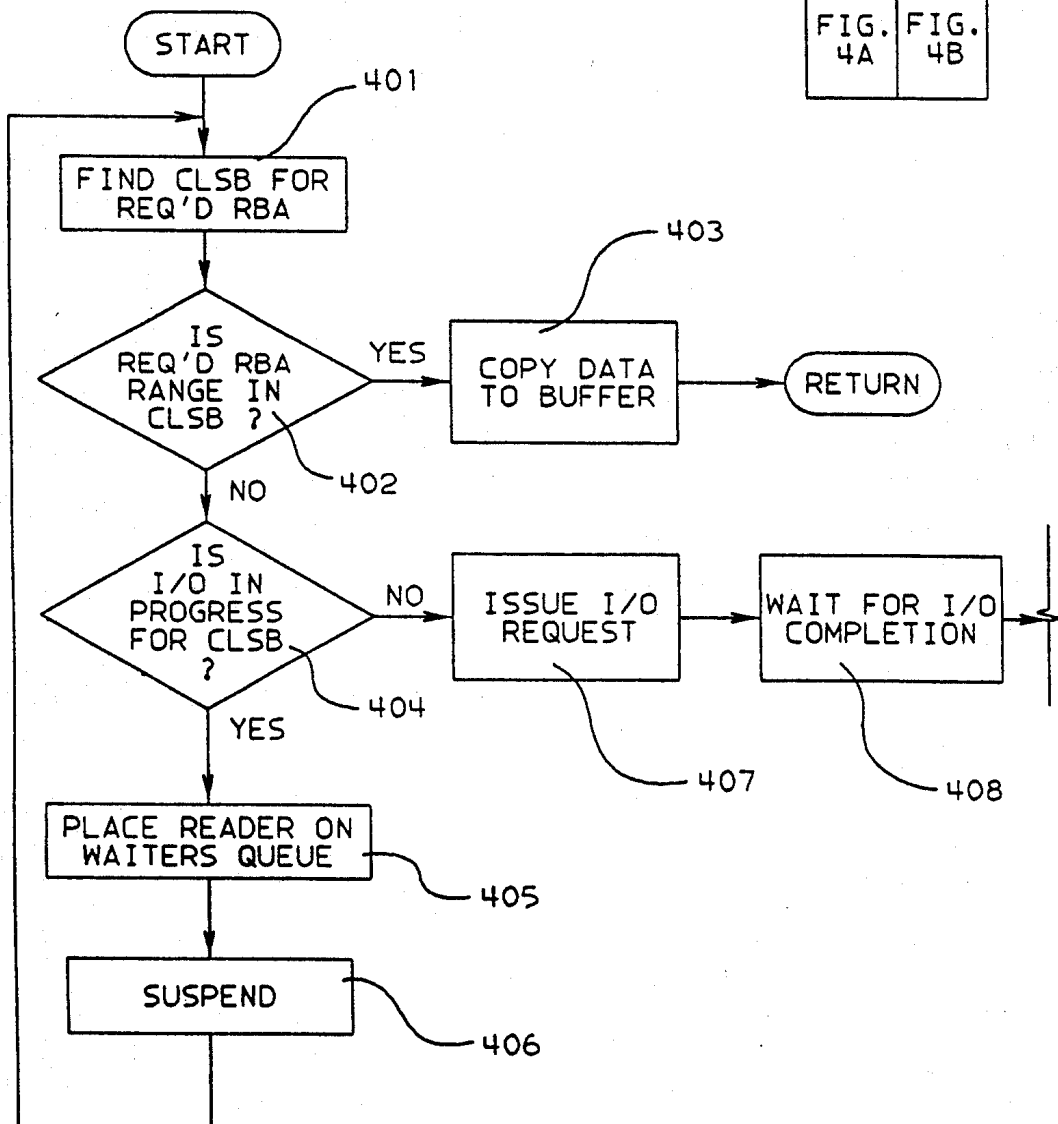 START
FIG.
4A
FIG.
4B
401
FIND CLSB FOR
REQ'D RBA
403
IS
REQ'D RBA
RANGE IN
CLSB ?
YES
COPY DATA
TO BUFFER
RETURN
402
NO
IS
I/O IN
PROGRESS
FOR CLSB
?
NO
ISSUE I/O
REQUEST
WAIT FOR I/O
COMPLETION
404
YES
407
408
PLACE READER ON
WAITERS QUEUE
405
SUSPEND
406